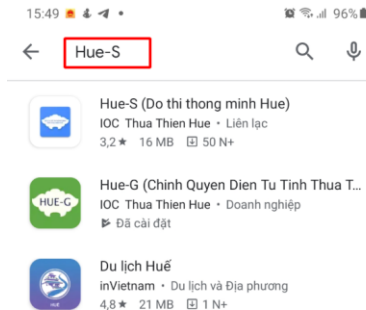 15:49 96%
Hue-S
Hue-S (Do thi thong minh Hue)
IOC Thua Thien Hue • Liên lạc
3,2★ 16 MB 50 N+
HUE-G
Hue-G (Chinh Quyen Dien Tu Tinh Thua T...
IOC Thua Thien Hue • Doanh nghiệp
Đã cài đặt
Du lịch Huế
inVietnam • Du lịch và Địa phương
HUE
4,8★ 21 MB 1 N+